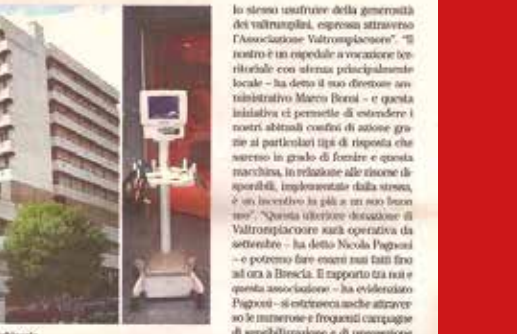 lo stesso usufruire della generosità
dei valtrumplini, espressa attraverso
l'Associazione Valtrompiacuore". "Il
nostro è un ospedale a vocazione ter-
ritoriale con utenza principalmente
locale – ha detto il suo direttore am-
ministrativo Marco Bonsi – e questa
iniziativa ci permette di estendere i
nostri abituali confini di azione gra-
zie ai particolari tipi di risposta che
saremo in grado di fornire e questa
macchina, in relazione alle risorse di-
sponibili, implementate dalla stessa,
è un incentivo in più a un suo buon
uso". "Questa ulteriore donazione di
Valtrompiacuore sarà operativa da
settembre – ha detto Nicola Pagnoni
– e potremo fare esami mai fatti fino
ad ora a Brescia. Il rapporto tra noi e
questa associazione – ha evidenziato
Pagnoni – si estrinseca anche attraver-
so le numerose e frequenti campagne
di sensibilizzazione e di prevenzione